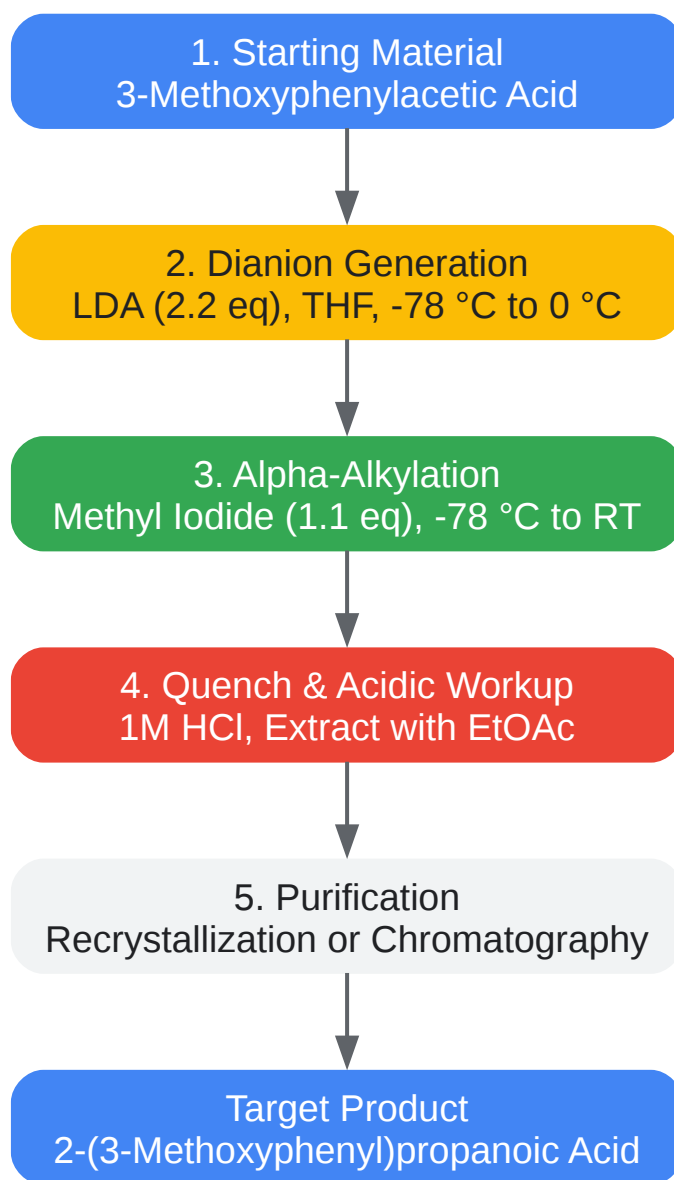 1. Starting Material
3-Methoxyphenylacetic Acid
2. Dianion Generation
LDA (2.2 eq), THF, -78 °C to 0 °C
3. Alpha-Alkylation
Methyl Iodide (1.1 eq), -78 °C to RT
4. Quench & Acidic Workup
1M HCl, Extract with EtOAc
5. Purification
Recrystallization or Chromatography
Target Product
2-(3-Methoxyphenyl)propanoic Acid